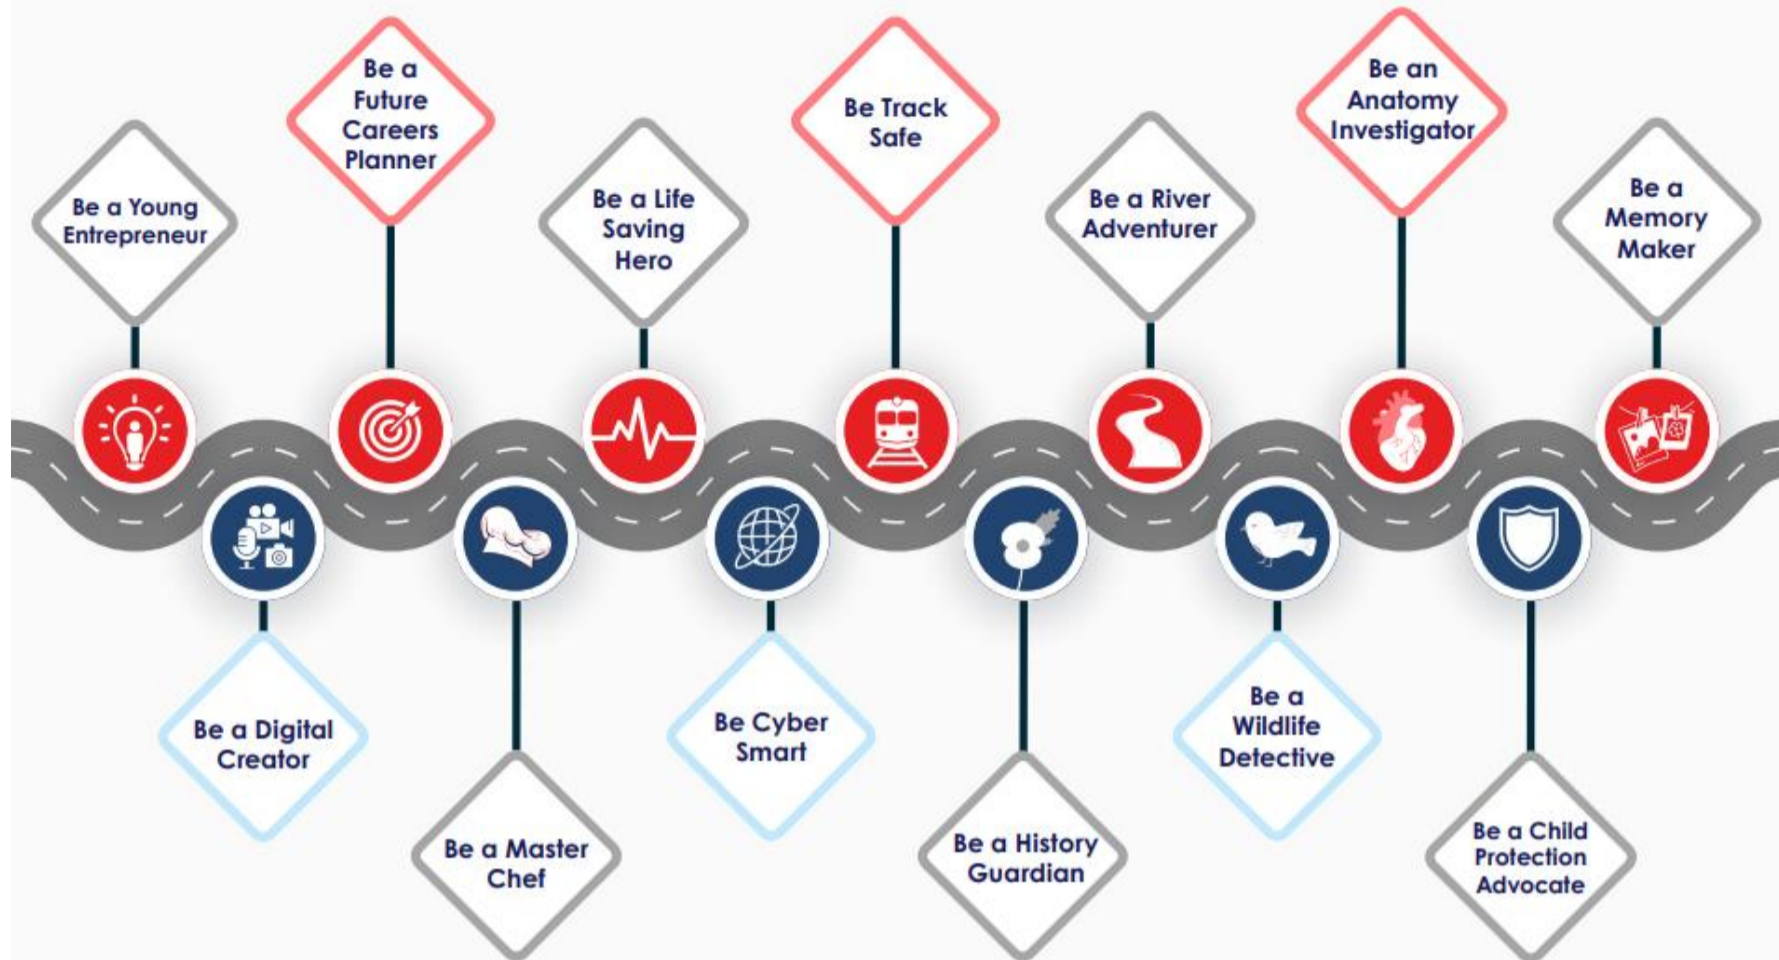 Be a Young
Entrepreneur
Be a Digital
Creator
Be a
Future
Careers
Planner
Be a Master
Chef
Be a Life
Saving
Hero
Be Cyber
Smart
Be Track
Safe
Be a History
Guardian
Be a River
Adventurer
Be a
Wildlife
Detective
Be an
Anatomy
Investigator
Be a Child
Protection
Advocate
Be a
Memory
Maker